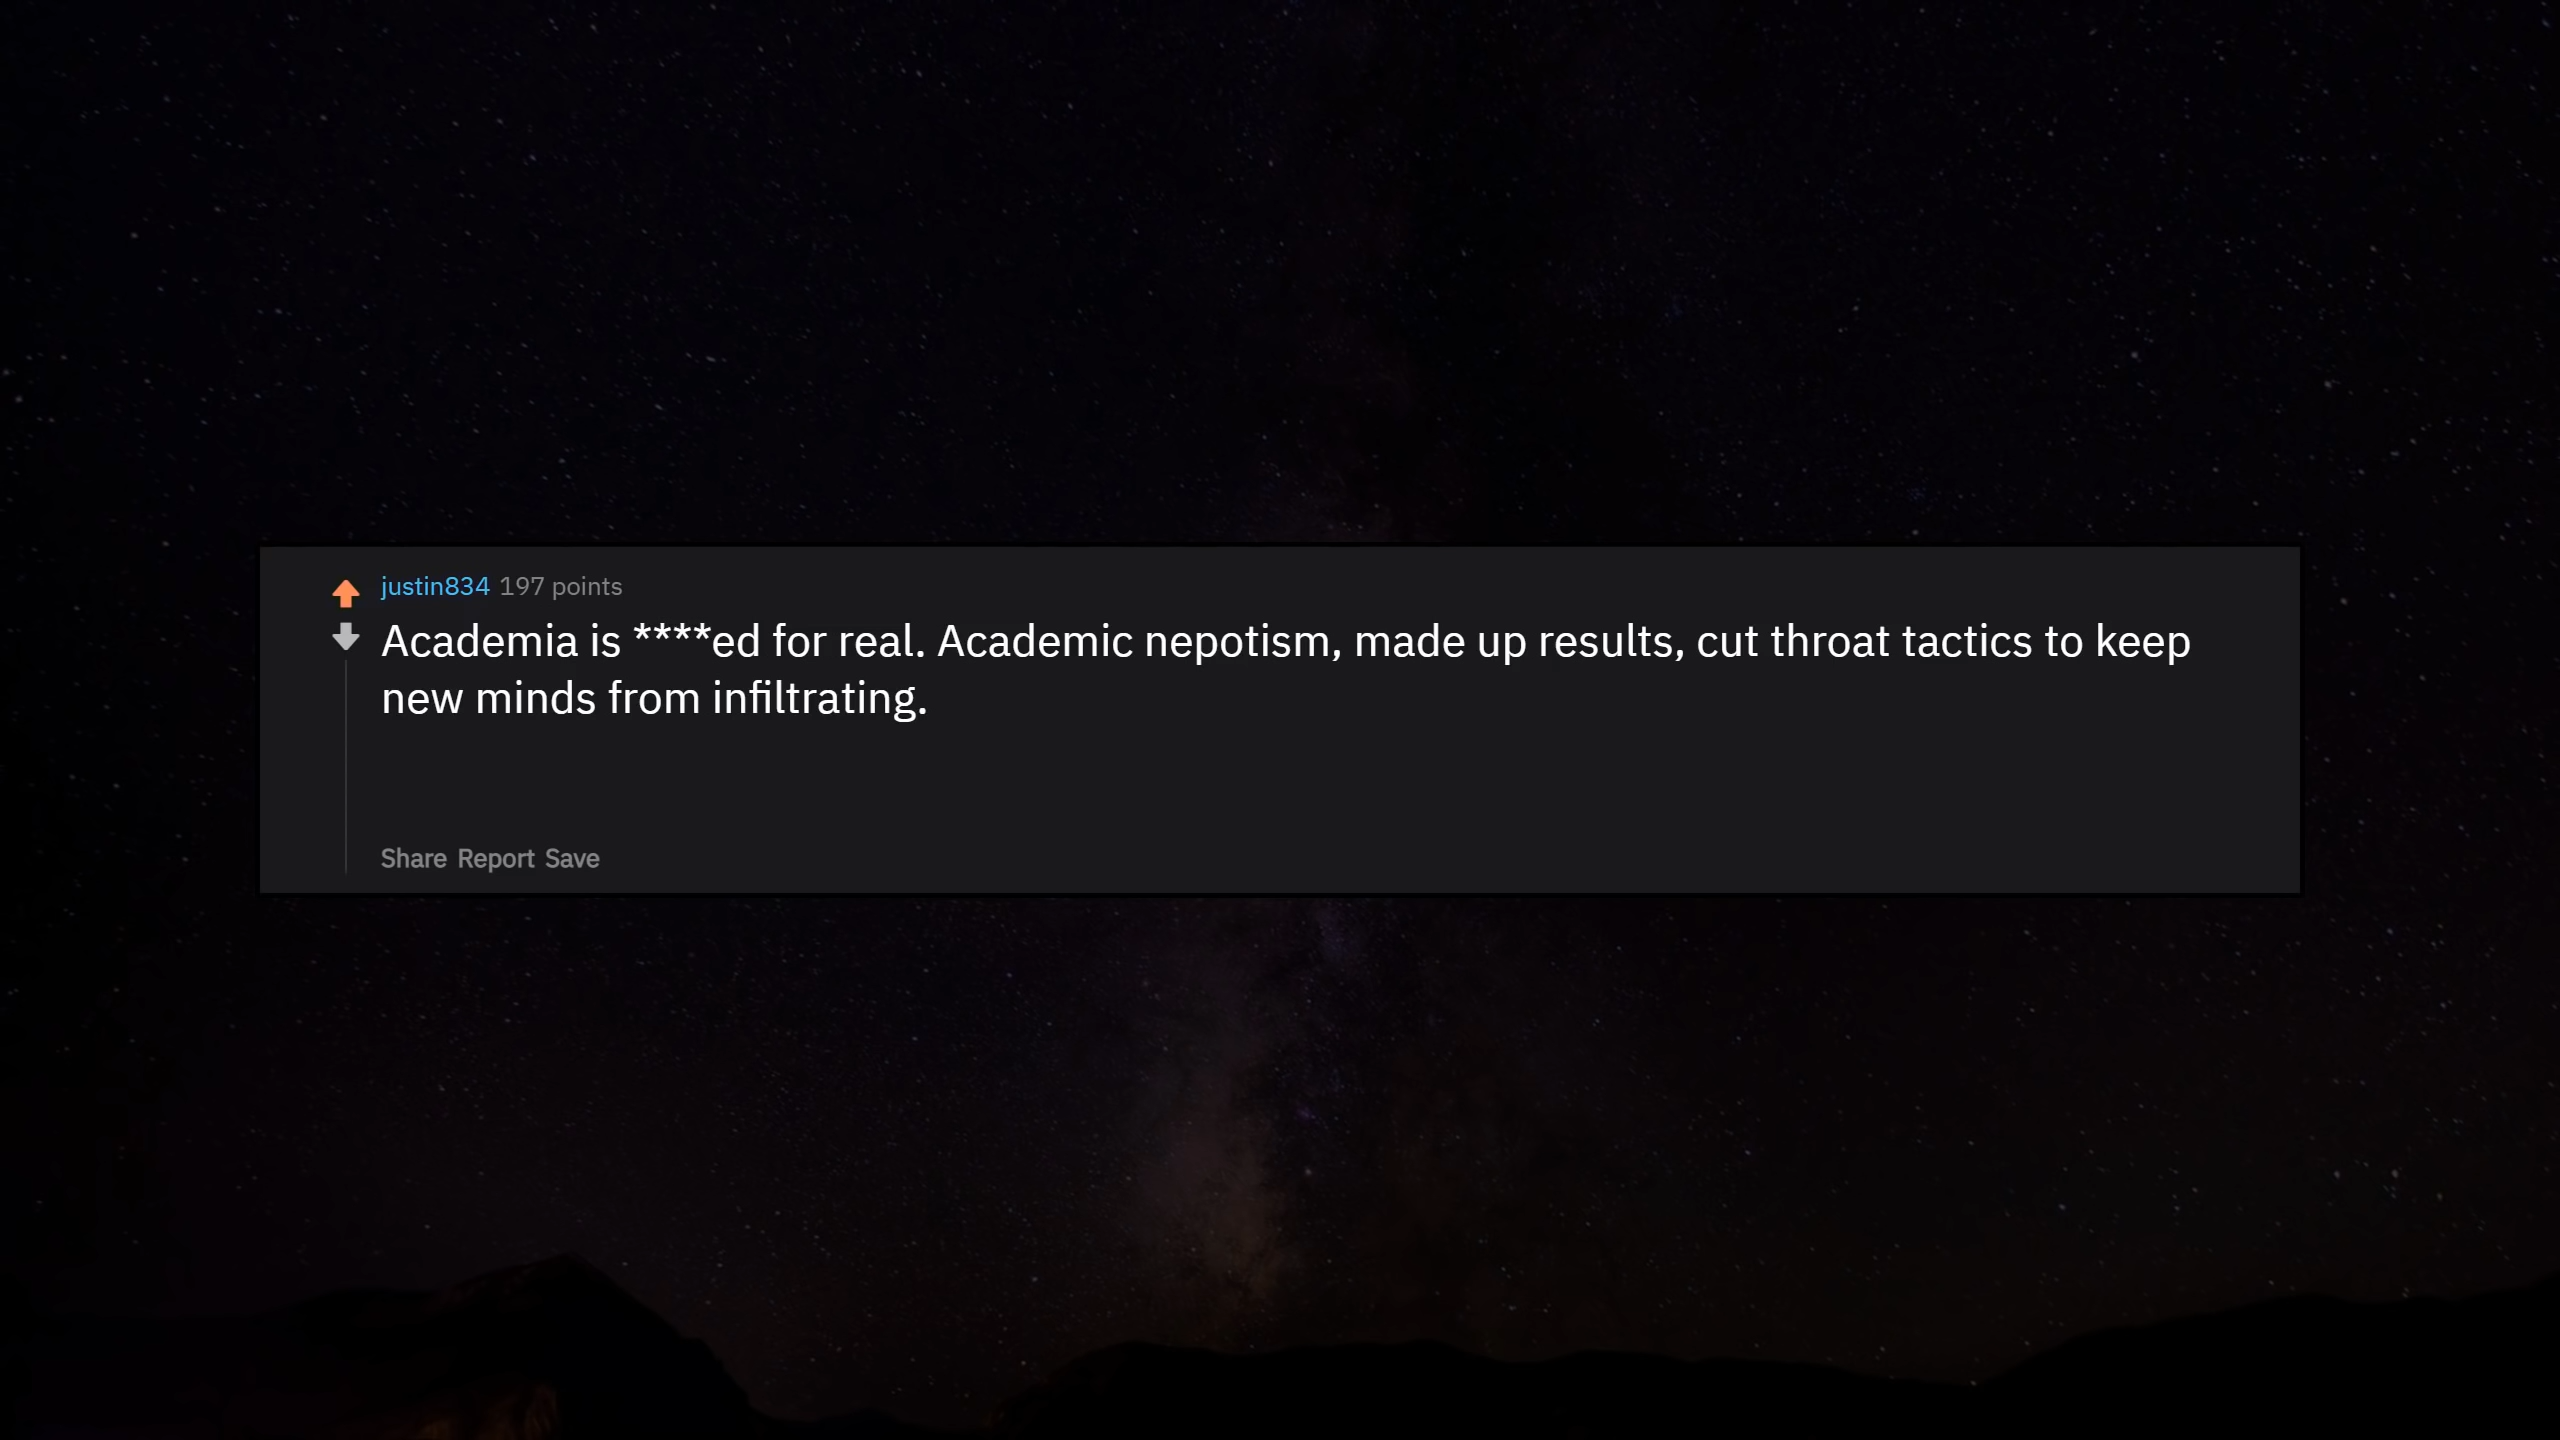 justin834 197 points
Academia is ****ed for real. Academic nepotism, made up results, cut throat tactics to keep
new minds from infiltrating.
Share Report Save